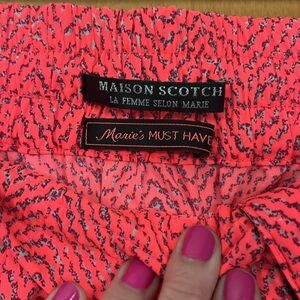 MAISON SCOTCH
LA FEMME SELON MARIE
Marie's MUST HAVE